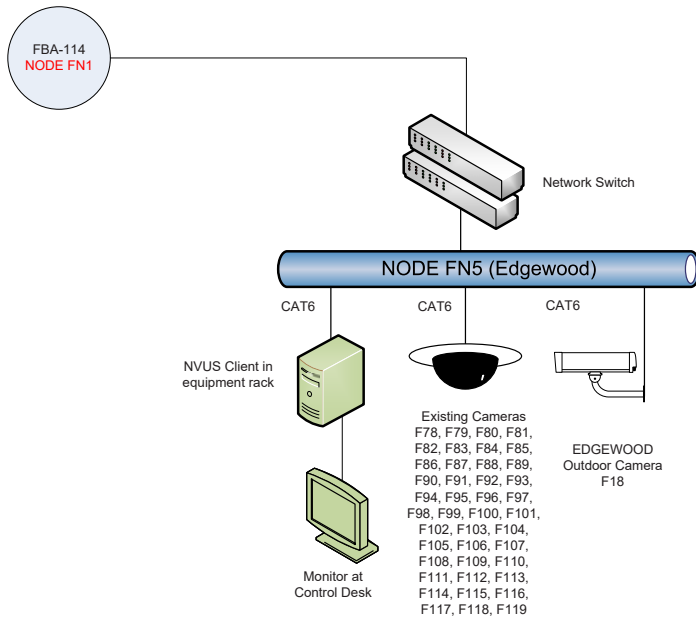 FBA-114
NODE FN1
Network Switch
NODE FN5 (Edgewood)
CAT6
CAT6
CAT6
NVUS Client in
equipment rack
Monitor at
Control Desk
Existing Cameras
F78, F79, F80, F81,
F82, F83, F84, F85,
F86, F87, F88, F89,
F90, F91, F92, F93,
F94, F95, F96, F97,
F98, F99, F100, F101,
F102, F103, F104,
F105, F106, F107,
F108, F109, F110,
F111, F112, F113,
F114, F115, F116,
F117, F118, F119
EDGEWOOD
Outdoor Camera
F18